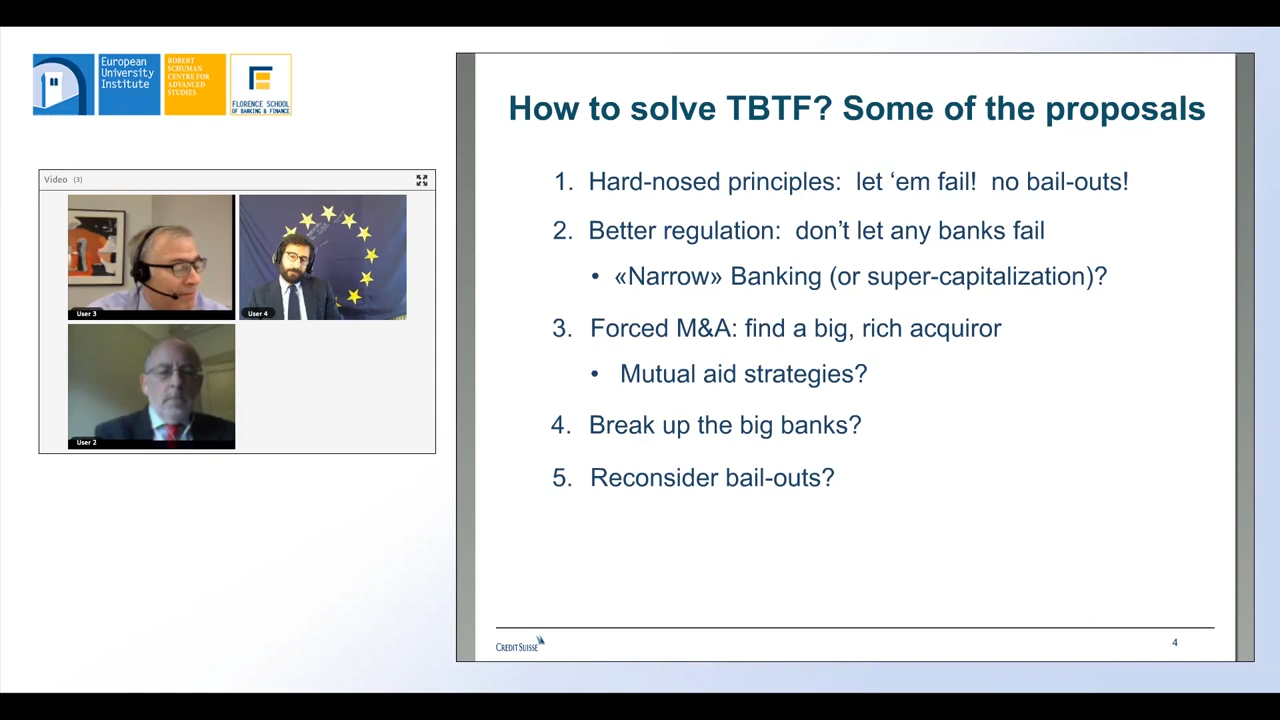 European
University
Institute
ROBERT
SCHUMAN
CENTRE FOR
ADVANCED
STUDIES
FLORENCE SCHOOL
OF BANKING & FINANCE
Video (3)
User 3
User 4
User 2
How to solve TBTF? Some of the proposals
1. Hard-nosed principles: let ‘em fail! no bail-outs!
2. Better regulation: don’t let any banks fail
• «Narrow» Banking (or super-capitalization)?
3. Forced M&A: find a big, rich acquiror
• Mutual aid strategies?
4. Break up the big banks?
5. Reconsider bail-outs?
CREDIT SUISSE
4